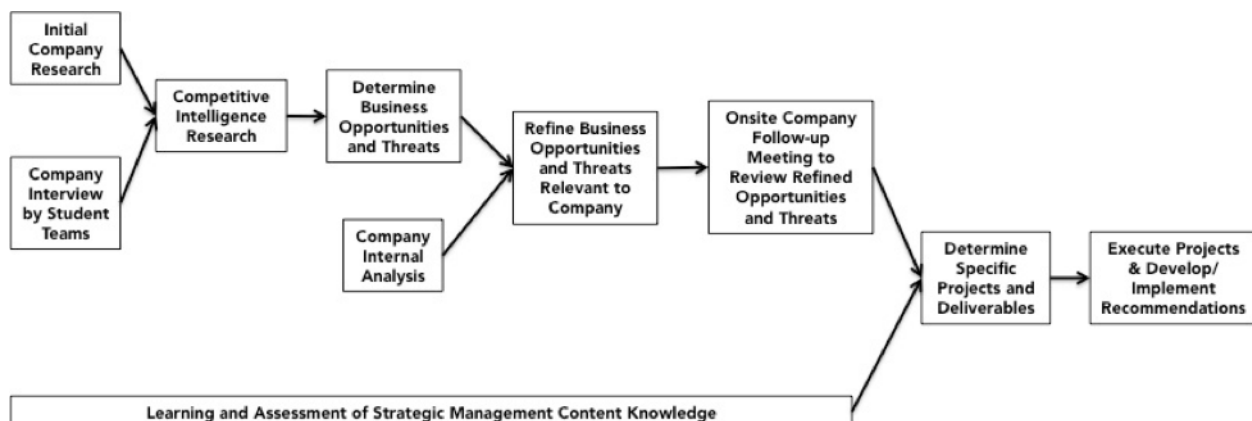 Initial
Company
Research
Company
Interview
by Student
Teams
Competitive
Intelligence
Research
Determine
Business
Opportunities
and Threats
Company
Internal
Analysis
Refine Business
Opportunities
and Threats
Relevant to
Company
Onsite Company
Follow-up
Meeting to
Review Refined
Opportunities
and Threats
Determine
Specific
Projects and
Deliverables
Execute Projects
& Develop/
Implement
Recommendations
Learning and Assessment of Strategic Management Content Knowledge